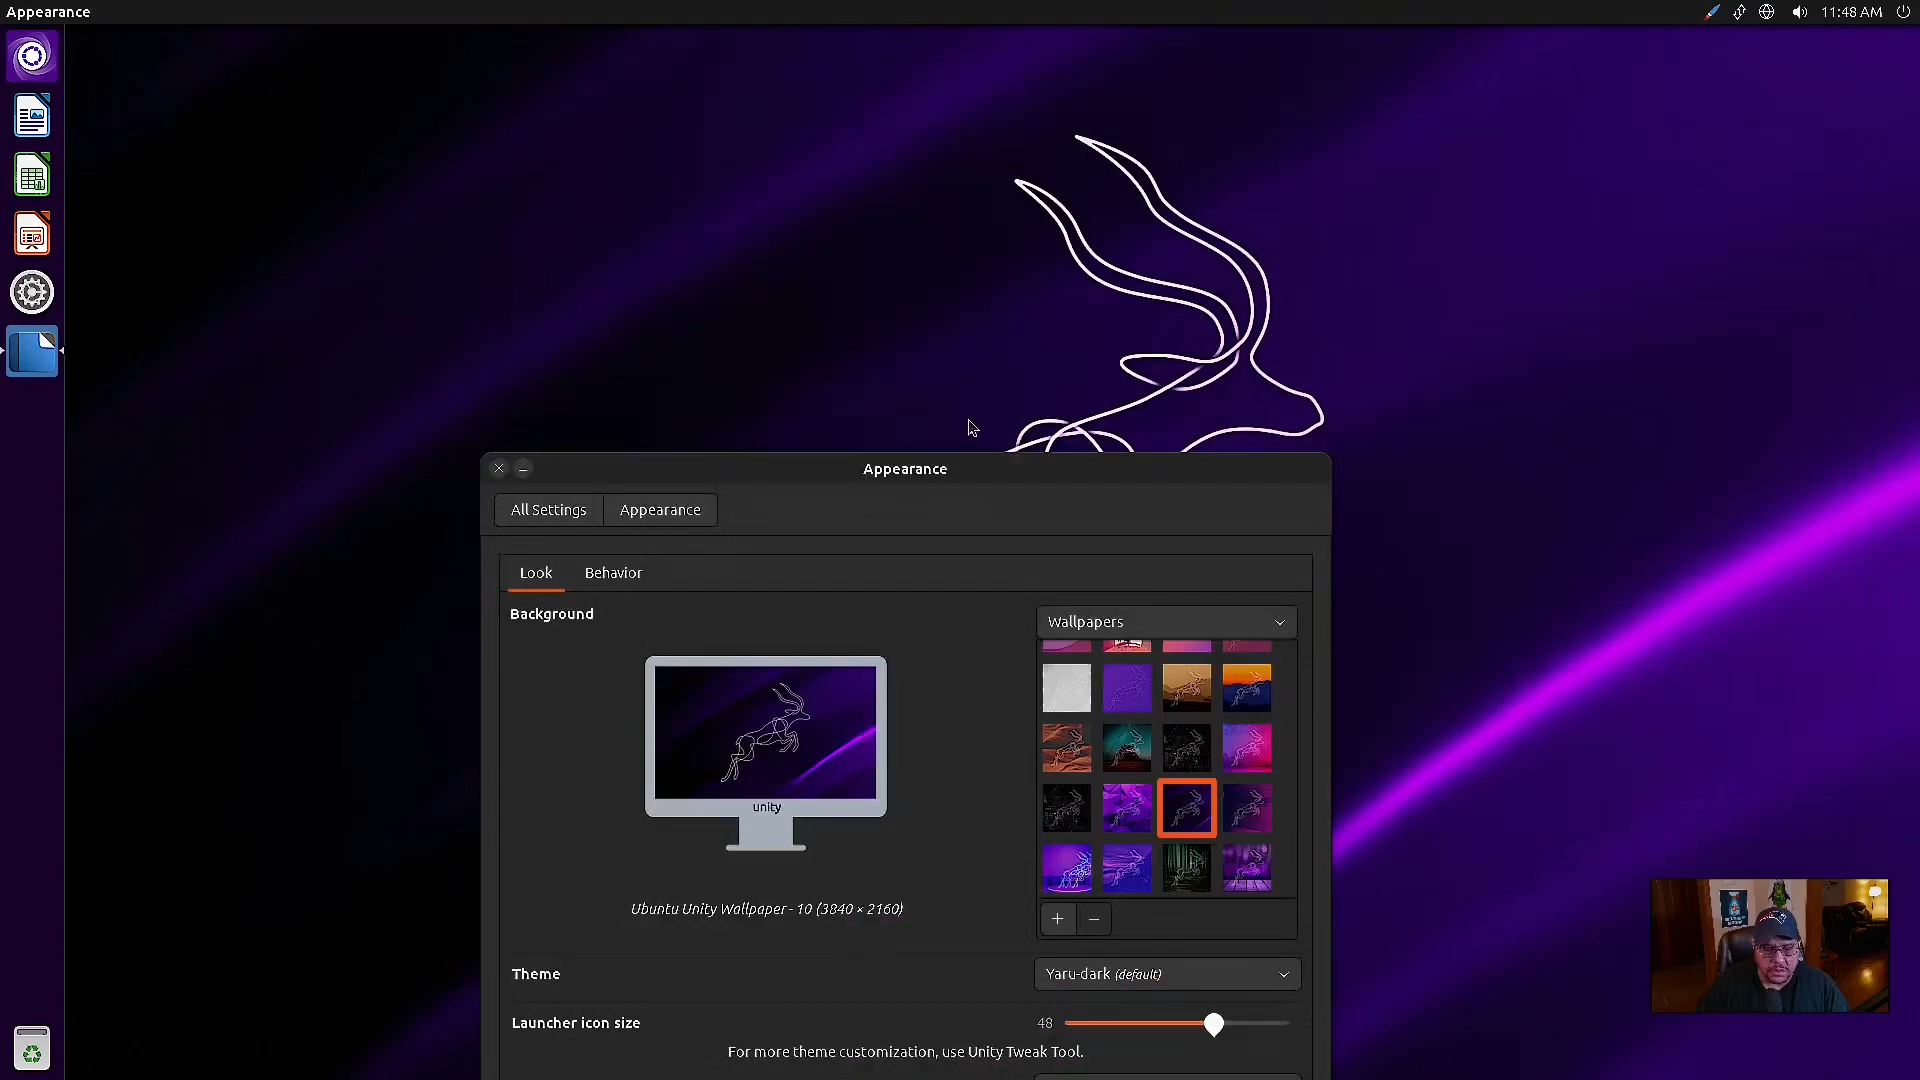 Appearance
11:48 AM
Appearance
All Settings
Appearance
Look
Behavior
Background
Wallpapers
unity
Ubuntu Unity Wallpaper - 10 (3840 × 2160)
Theme
Yaru-dark (default)
Launcher icon size
48
For more theme customization, use Unity Tweak Tool.